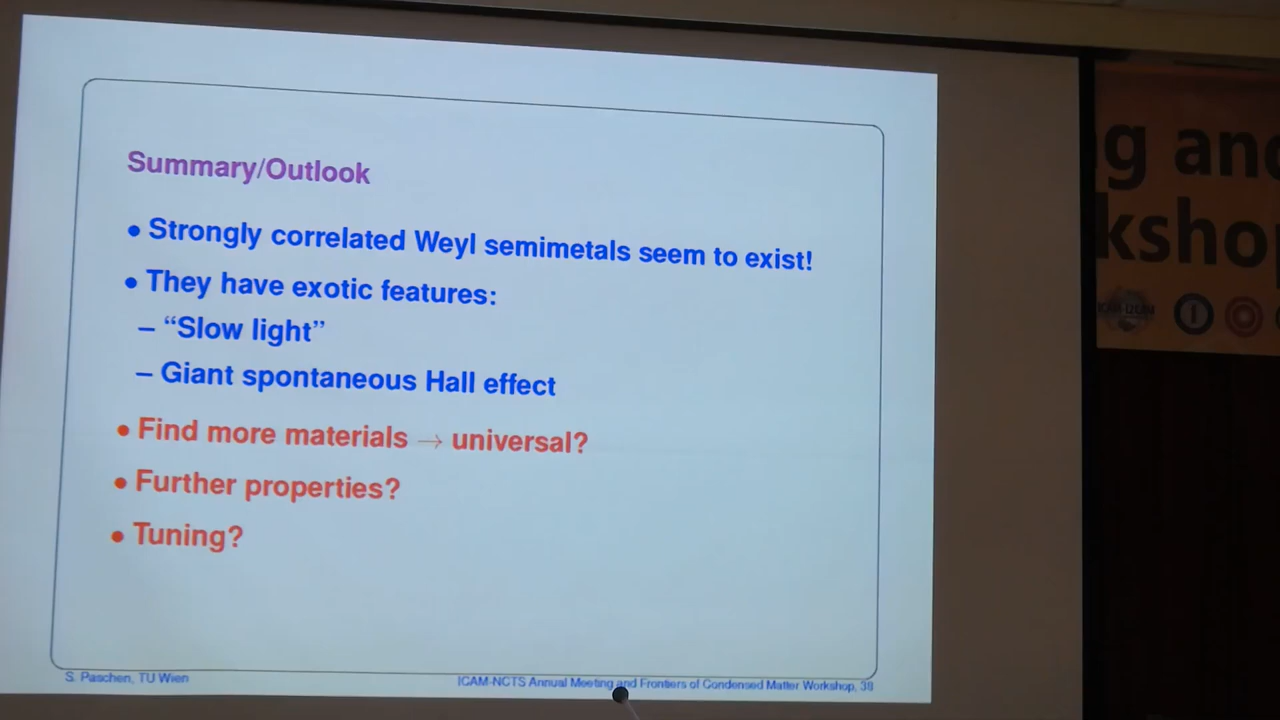 Summary/Outlook
• Strongly correlated Weyl semimetals seem to exist!
• They have exotic features:
– “Slow light”
– Giant spontaneous Hall effect
• Find more materials → universal?
• Further properties?
• Tuning?
S. Paschen, TU Wien
ICAM-NCTS Annual Meeting and Frontiers of Condensed Matter Workshop, 38
g and
ksho